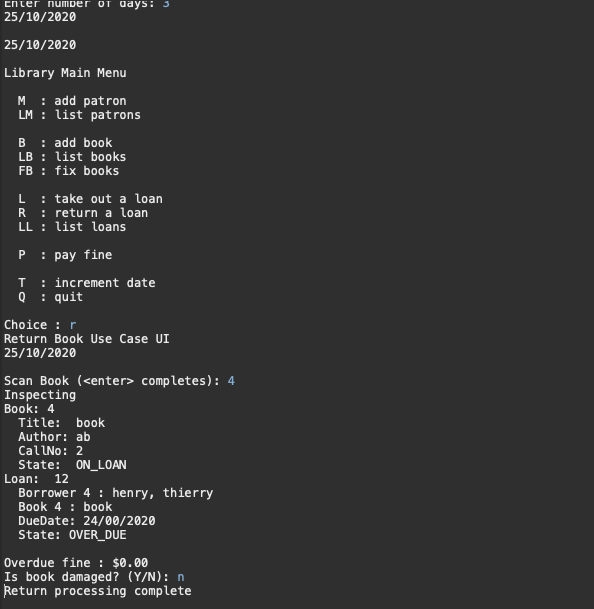 Enter number of days: 3
25/10/2020
25/10/2020
Library Main Menu
M : add patron
LM : list patrons
B : add book
LB : list books
FB : fix books
L : take out a loan
R : return a loan
LL : list loans
P : pay fine
T : increment date
Q : quit
Choice : r
Return Book Use Case UI
25/10/2020
Scan Book (<enter> completes): 4
Inspecting
Book: 4
Title: book
Author: ab
CallNo: 2
State: ON_LOAN
Loan: 12
Borrower 4 : henry, thierry
Book 4 : book
DueDate: 24/00/2020
State: OVER_DUE
Overdue fine : $0.00
Is book damaged? (Y/N): n
Return processing complete